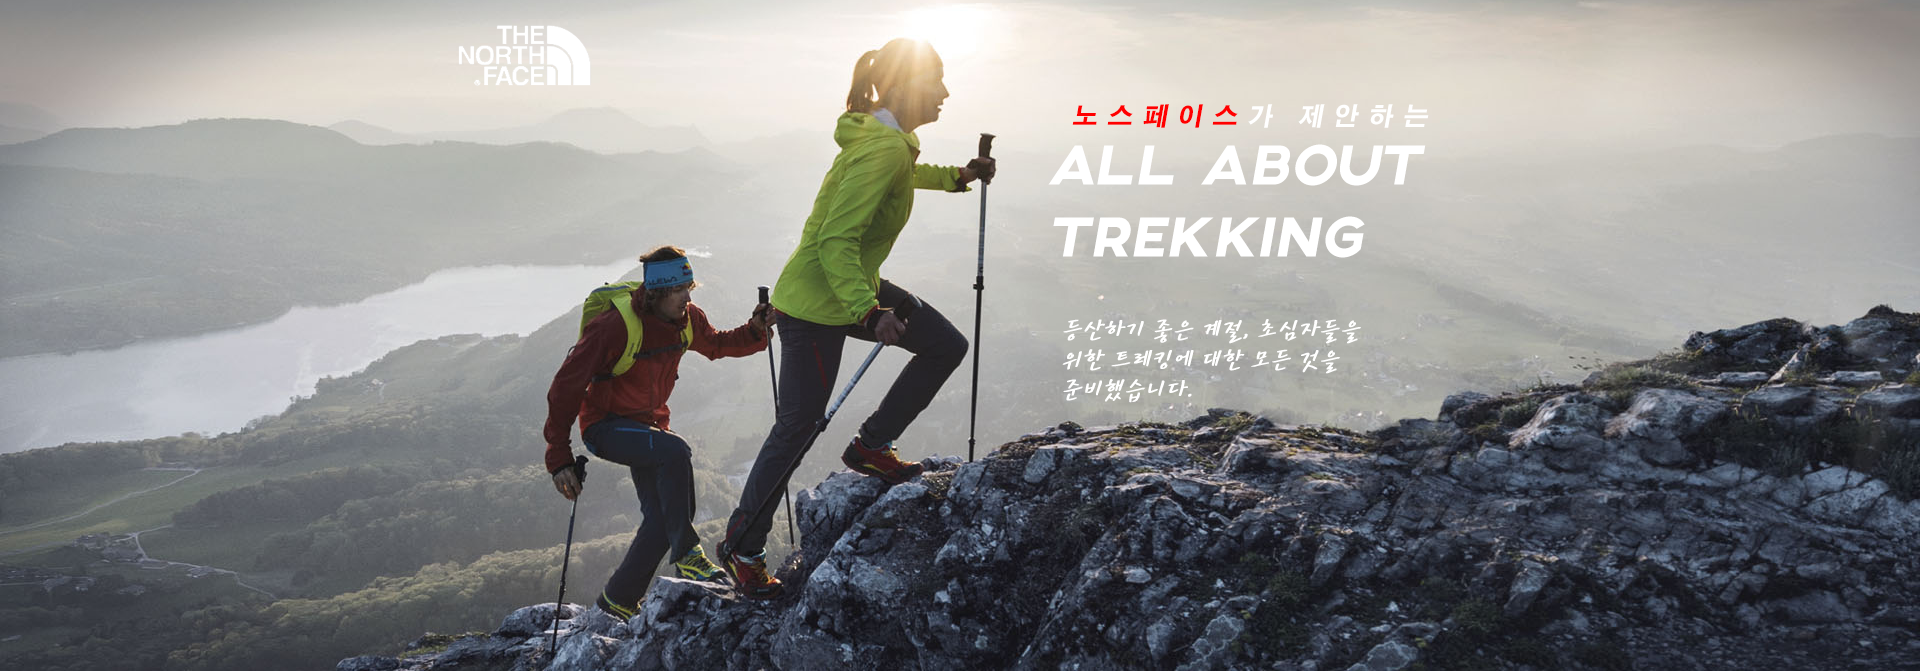 THE
NORTH
FACE
노스페이스가 제안하는
ALL ABOUT
TREKKING
등산하기 좋은 계절, 초심자들을
위한 트레킹에 대한 모든 것을
준비했습니다.